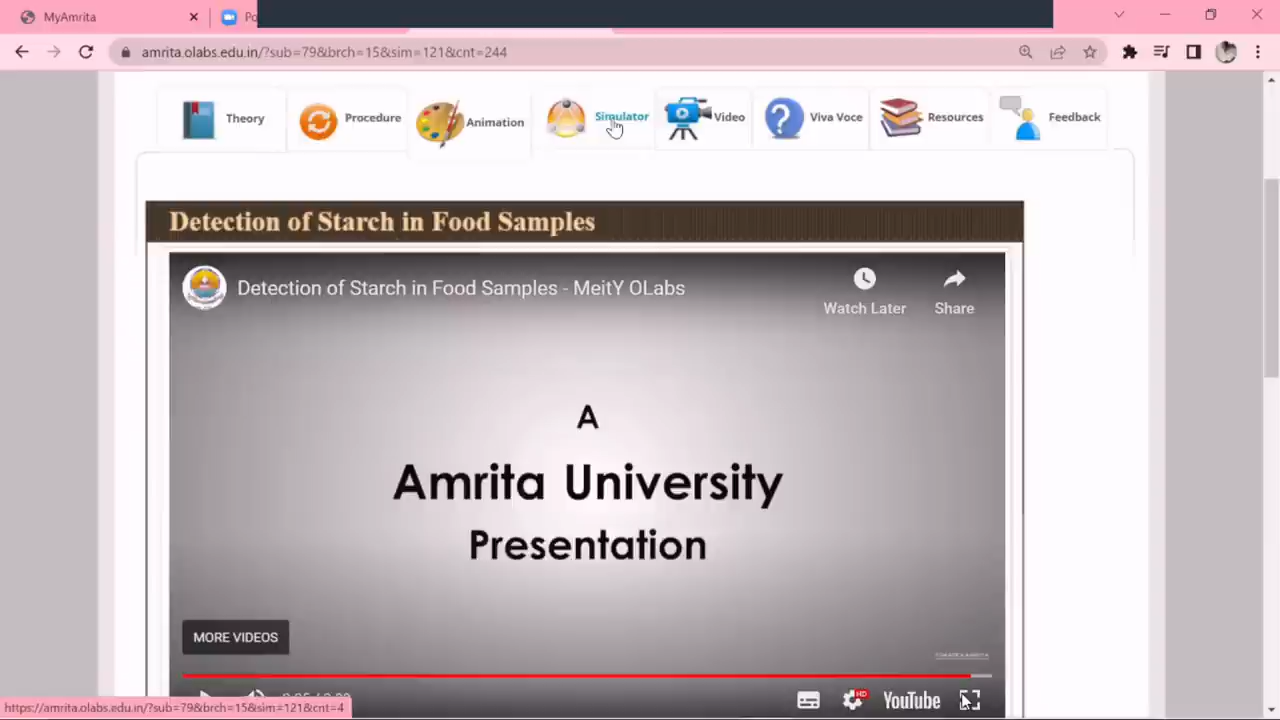 MyAmrita
Po
amrita.olabs.edu.in/?sub=79&brch=15&sim=121&cnt=244
Theory
Procedure
Animation
Simulator
Video
Viva Voce
Resources
Feedback
Detection of Starch in Food Samples
Detection of Starch in Food Samples - MeitY OLabs
Watch Later
Share
A
Amrita University
Presentation
MORE VIDEOS
HD
YouTube
https://amrita.olabs.edu.in/?sub=79&brch=15&sim=121&cnt=4